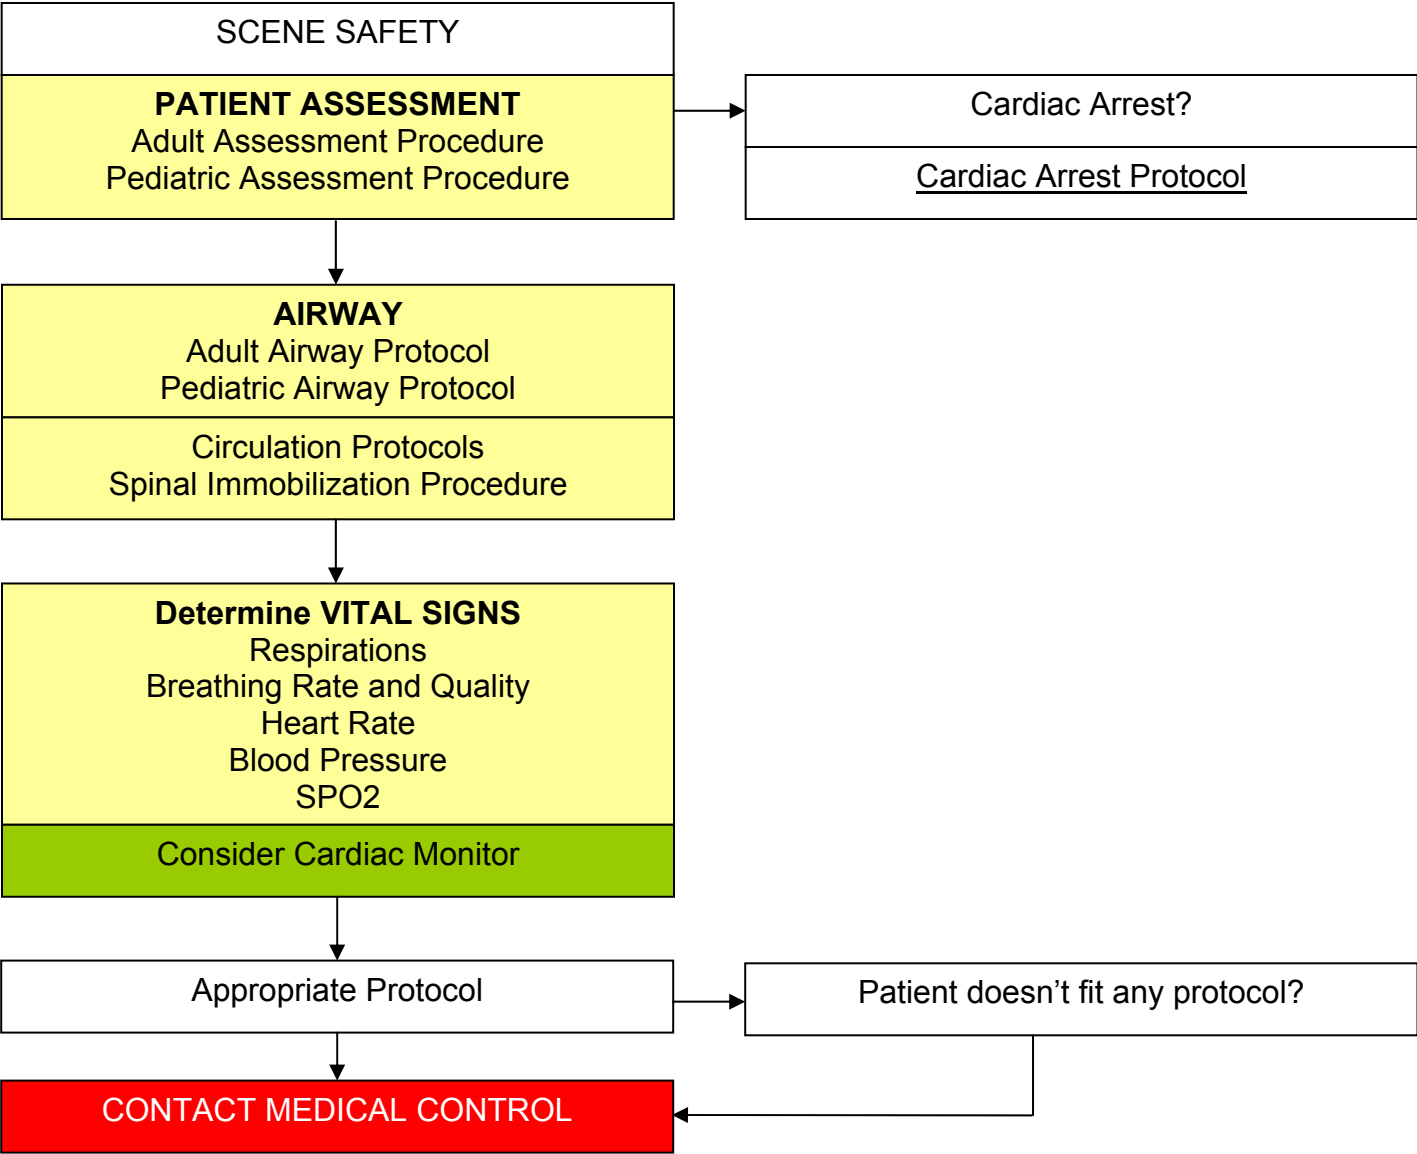 SCENE SAFETY
PATIENT ASSESSMENT
Adult Assessment Procedure
Pediatric Assessment Procedure
Cardiac Arrest?
Cardiac Arrest Protocol
AIRWAY
Adult Airway Protocol
Pediatric Airway Protocol
Circulation Protocols
Spinal Immobilization Procedure
Determine VITAL SIGNS
Respirations
Breathing Rate and Quality
Heart Rate
Blood Pressure
SPO2
Consider Cardiac Monitor
Appropriate Protocol
Patient doesn’t fit any protocol?
CONTACT MEDICAL CONTROL